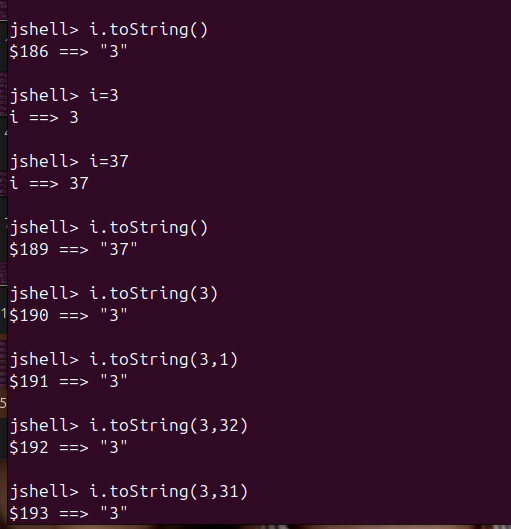 jshell> i.toString()
$186 ==> "3"
jshell> i=3
i ==> 3
jshell> i=37
i ==> 37
jshell> i.toString()
$189 ==> "37"
jshell> i.toString(3)
$190 ==> "3"
jshell> i.toString(3,1)
$191 ==> "3"
jshell> i.toString(3,32)
$192 ==> "3"
jshell> i.toString(3,31)
$193 ==> "3"